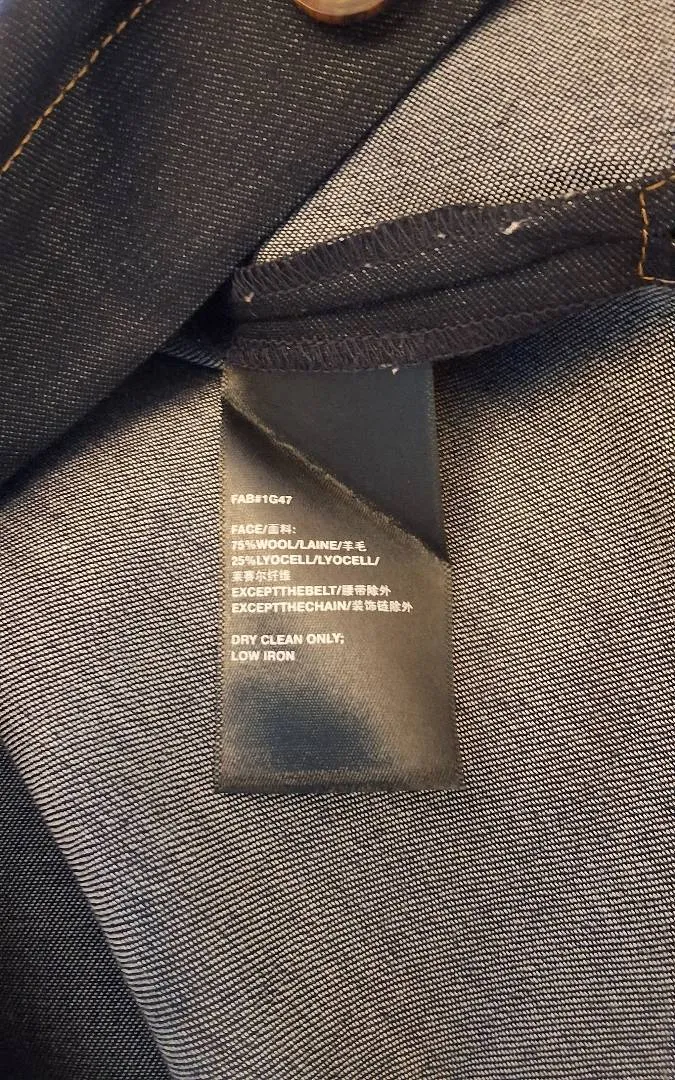 FAB#1G47
FACE/面料:
75%WOOL/LAINE/羊毛
25%LYOCELL/LYOCELL/
莱赛尔纤维
EXCEPTTHEBELT/腰带除外
EXCEPTTHECHAIN/装饰链除外
DRY CLEAN ONLY;
LOW IRON